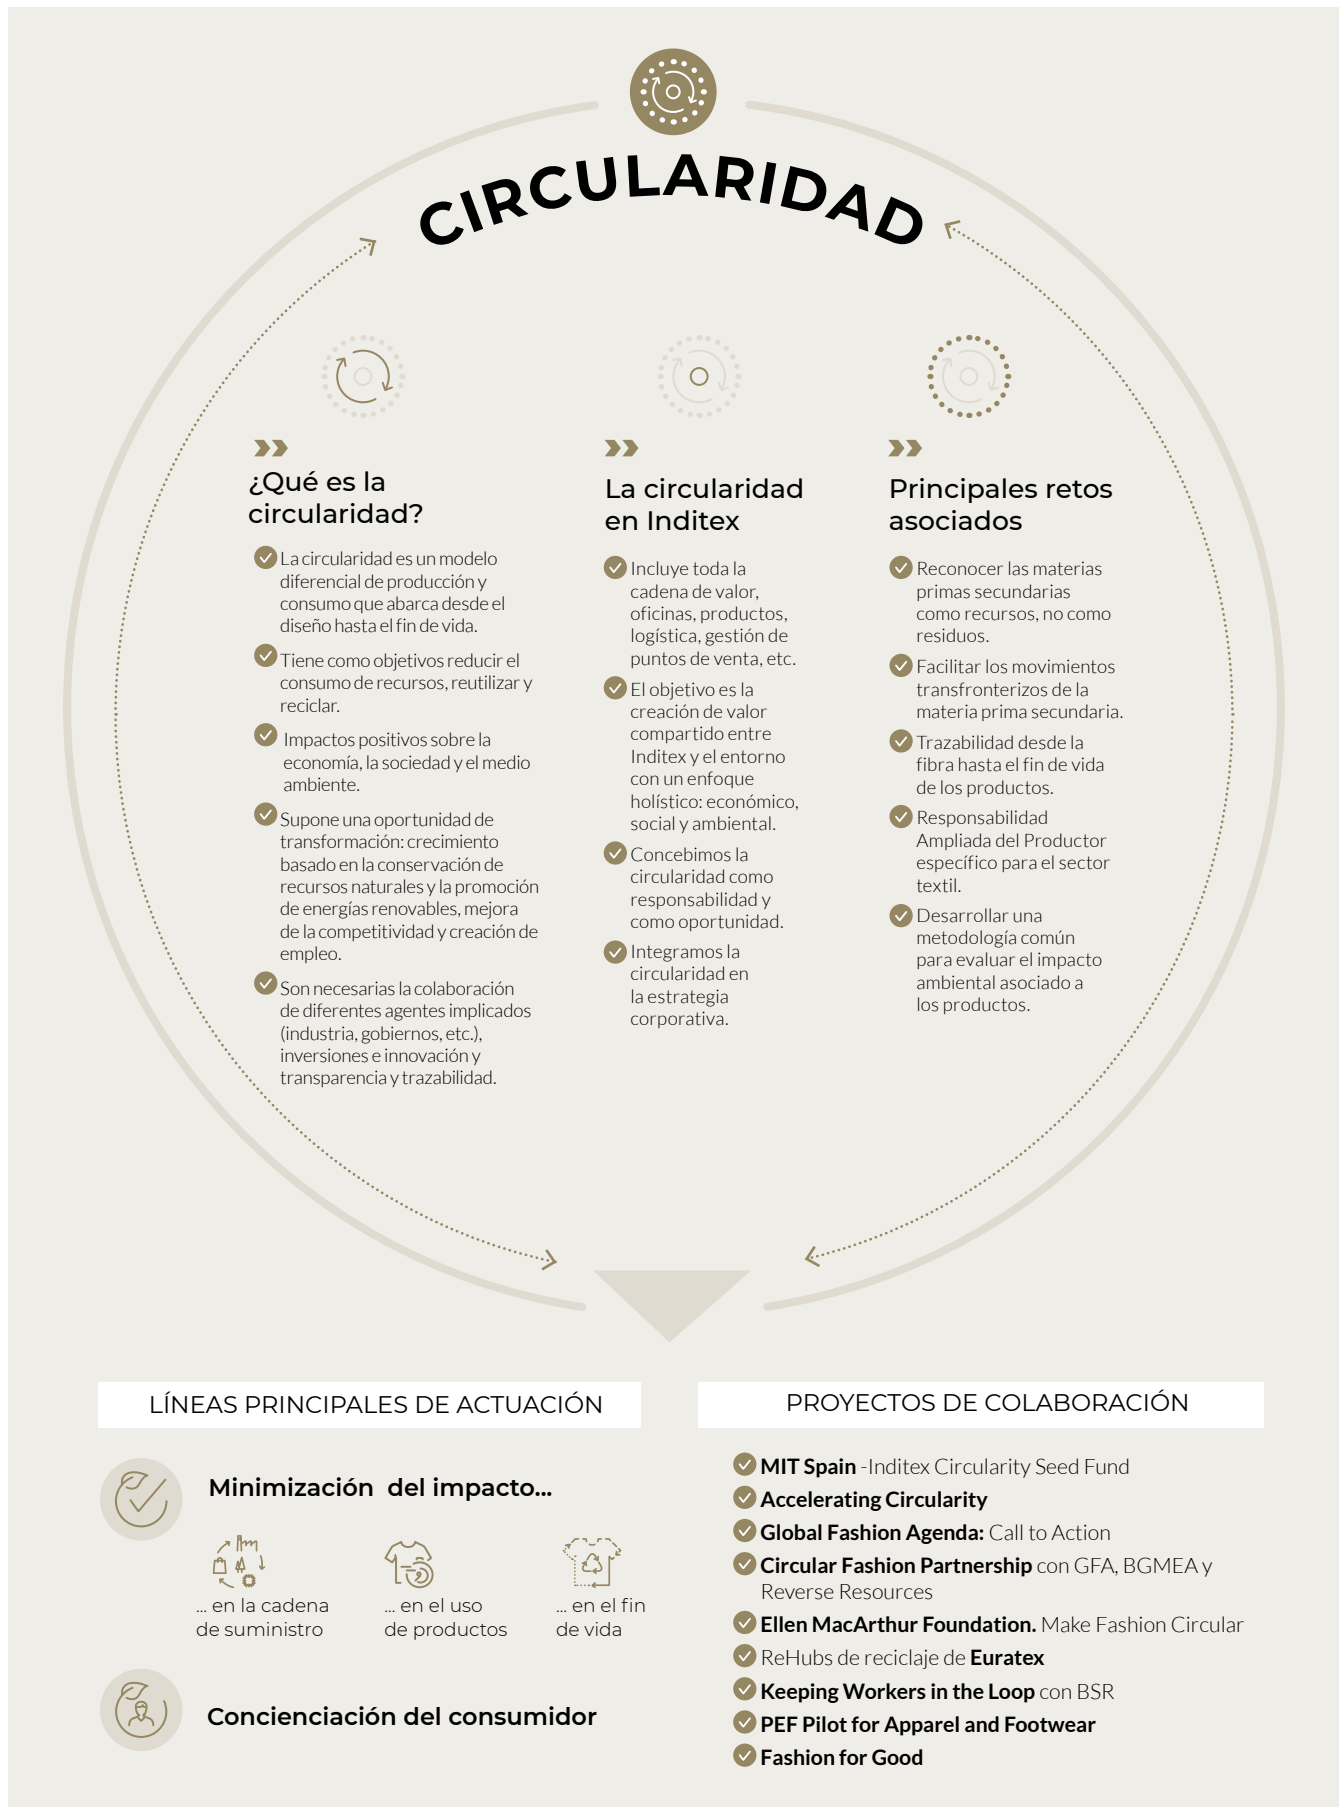 CIRCULARIDAD
¿Qué es la
circularidad?
La circularidad es un modelo
diferencial de producción y
consumo que abarca desde el
diseño hasta el fin de vida.
Tiene como objetivos reducir el
consumo de recursos, reutilizar y
reciclar.
Impactos positivos sobre la
economía, la sociedad y el medio
ambiente.
Supone una oportunidad de
transformación: crecimiento
basado en la conservación de
recursos naturales y la promoción
de energías renovables, mejora
de la competitividad y creación de
empleo.
Son necesarias la colaboración
de diferentes agentes implicados
(industria, gobiernos, etc.),
inversiones e innovación y
transparencia y trazabilidad.
La circularidad
en Inditex
Incluye toda la
cadena de valor,
oficinas, productos,
logística, gestión de
puntos de venta, etc.
El objetivo es la
creación de valor
compartido entre
Inditex y el entorno
con un enfoque
holístico: económico,
social y ambiental.
Concebimos la
circularidad como
responsabilidad y
como oportunidad.
Integramos la
circularidad en
la estrategia
corporativa.
Principales retos
asociados
Reconocer las materias
primas secundarias
como recursos, no como
residuos.
Facilitar los movimientos
transfronterizos de la
materia prima secundaria.
Trazabilidad desde la
fibra hasta el fin de vida
de los productos.
Responsabilidad
Ampliada del Productor
específico para el sector
textil.
Desarrollar una
metodología común
para evaluar el impacto
ambiental asociado a
los productos.
LÍNEAS PRINCIPALES DE ACTUACIÓN
Minimización del impacto...
... en la cadena
de suministro
... en el uso
de productos
... en el fin
de vida
Concienciación del consumidor
PROYECTOS DE COLABORACIÓN
MIT Spain -Inditex Circularity Seed Fund
Accelerating Circularity
Global Fashion Agenda: Call to Action
Circular Fashion Partnership con GFA, BGMEA y
Reverse Resources
Ellen MacArthur Foundation. Make Fashion Circular
ReHubs de reciclaje de Euratex
Keeping Workers in the Loop con BSR
PEF Pilot for Apparel and Footwear
Fashion for Good